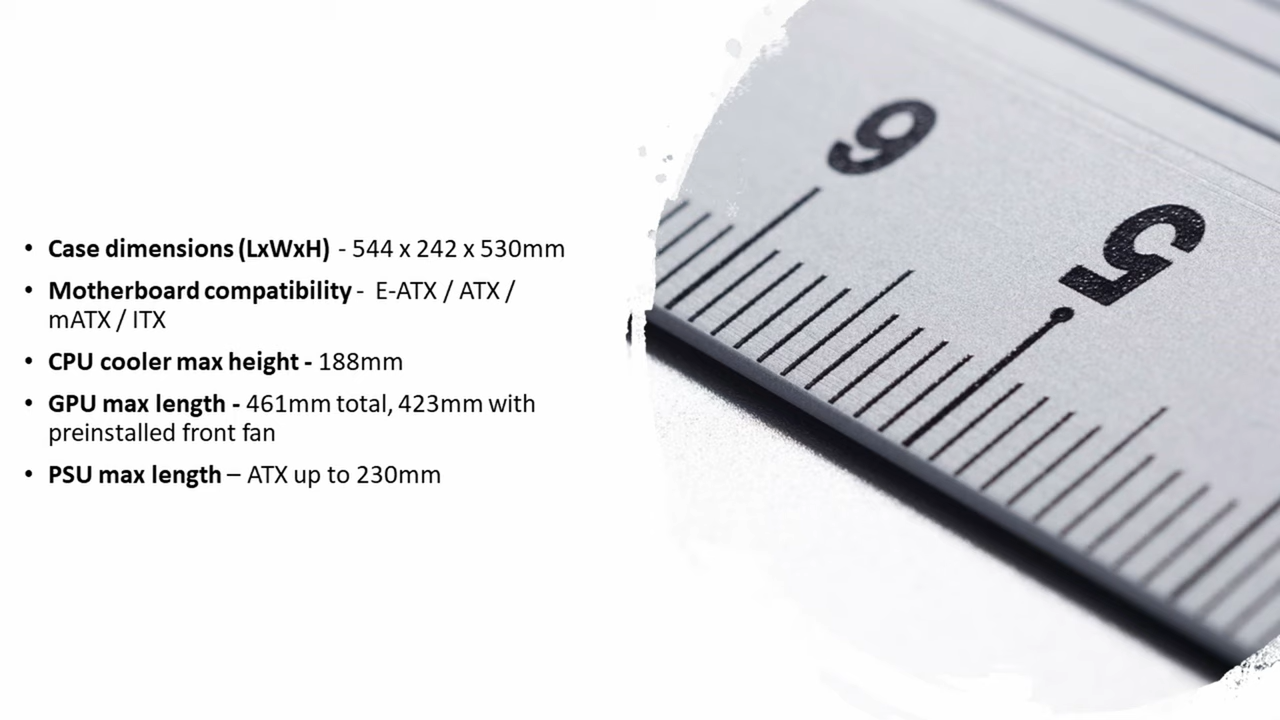 • Case dimensions (LxWxH) - 544 x 242 x 530mm
• Motherboard compatibility - E-ATX / ATX /
mATX / ITX
• CPU cooler max height - 188mm
• GPU max length - 461mm total, 423mm with
preinstalled front fan
• PSU max length – ATX up to 230mm
6
5